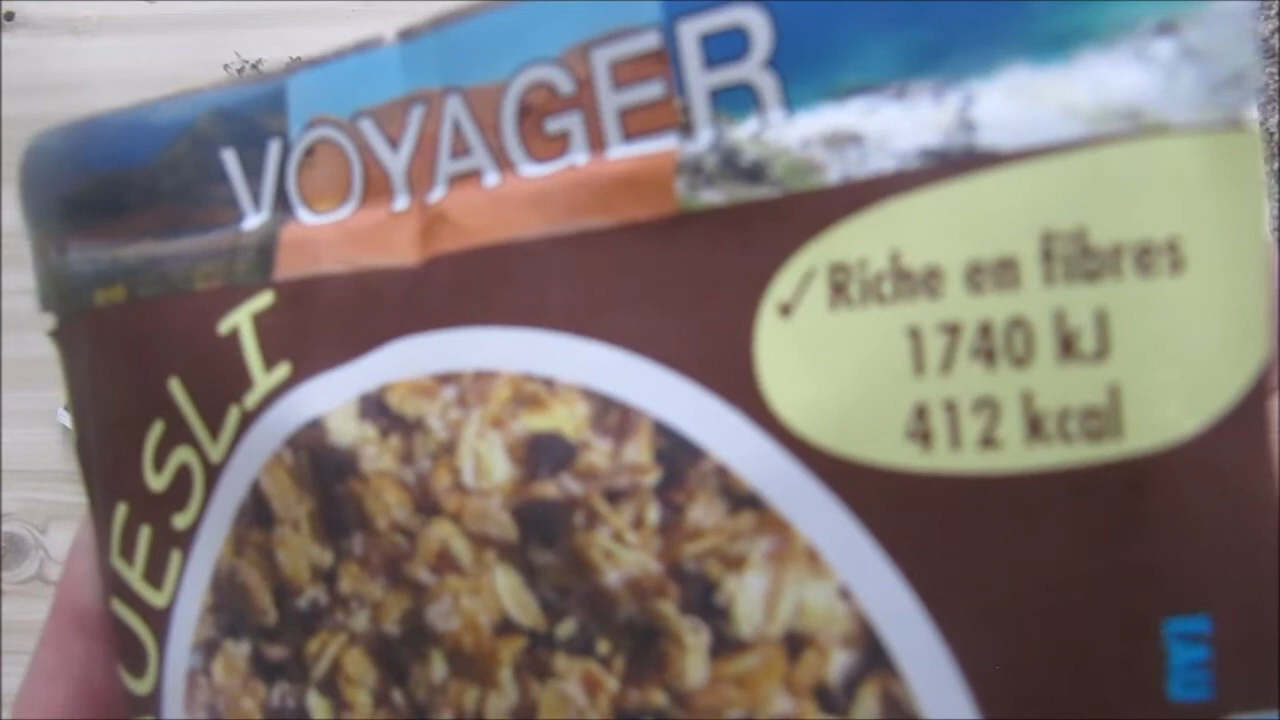 VOYAGER
✓Riche en fibres
1740 kJ
412 kcal
UESLI